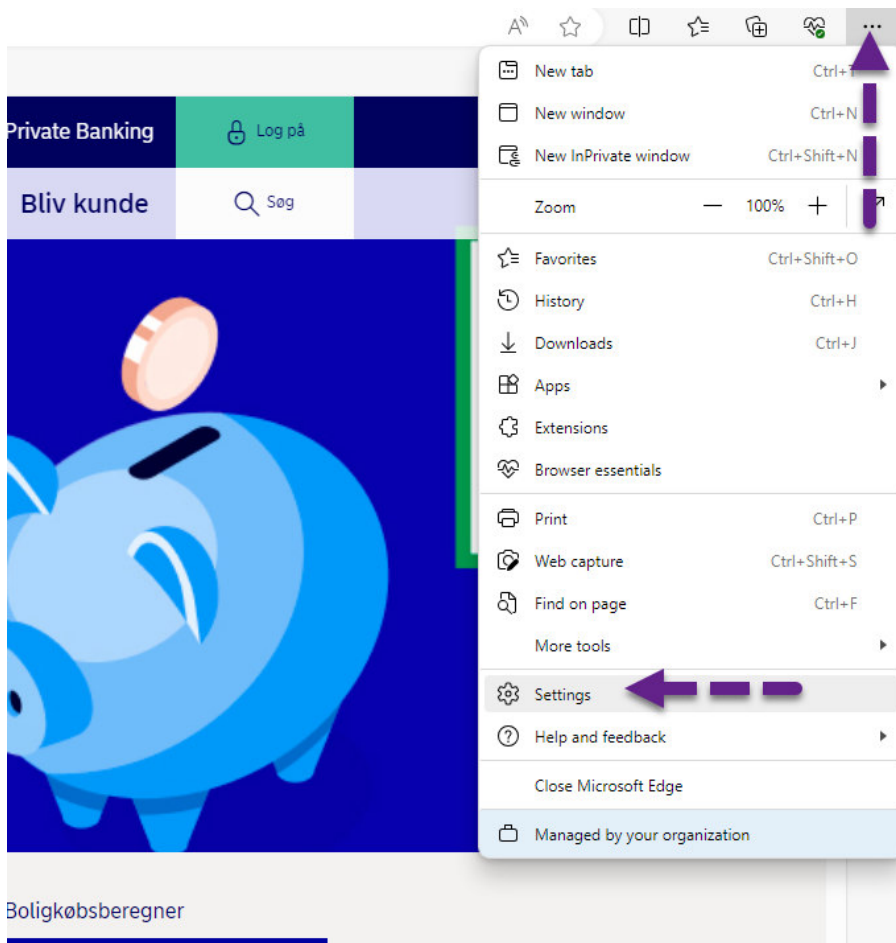 A
Private Banking
Log på
Bliv kunde
Søg
Boligkøbsberegner
New tab Ctrl+T
New window Ctrl+N
New InPrivate window Ctrl+Shift+N
Zoom — 100% +
Favorites Ctrl+Shift+O
History Ctrl+H
Downloads Ctrl+J
Apps
Extensions
Browser essentials
Print Ctrl+P
Web capture Ctrl+Shift+S
Find on page Ctrl+F
More tools
Settings
Help and feedback
Close Microsoft Edge
Managed by your organization